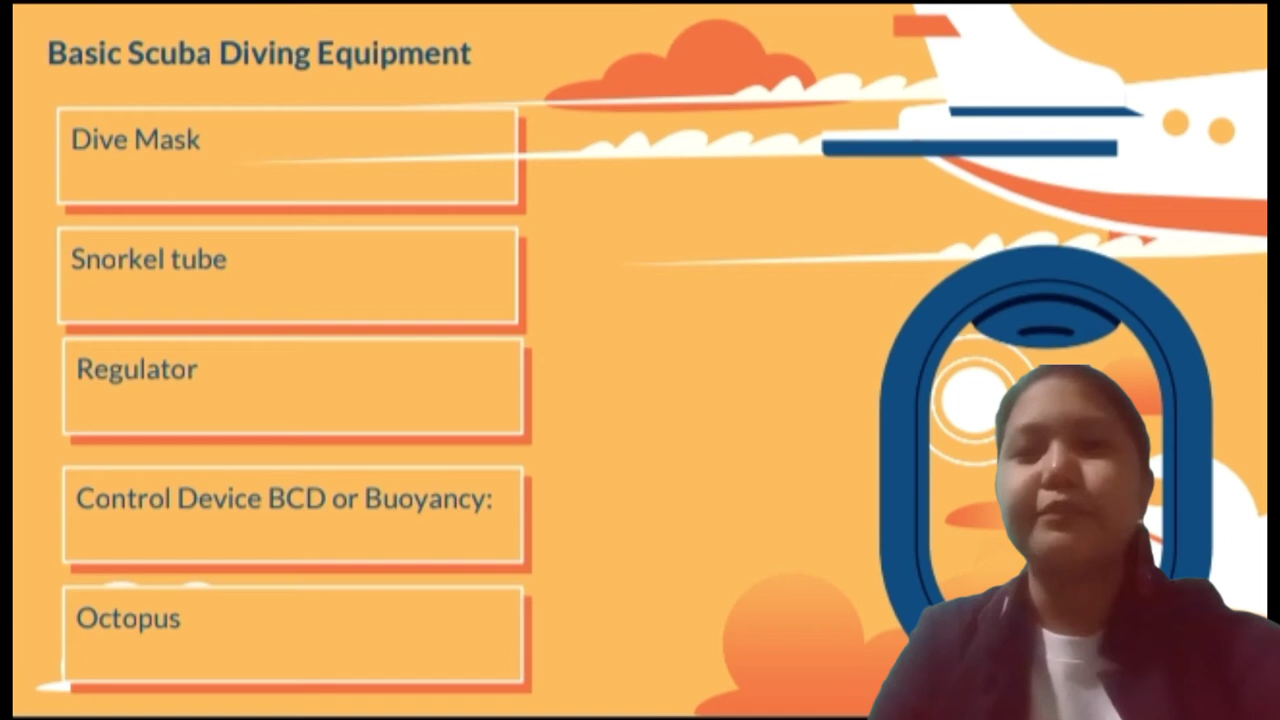 Basic Scuba Diving Equipment
Dive Mask
Snorkel tube
Regulator
Control Device BCD or Buoyancy:
Octopus